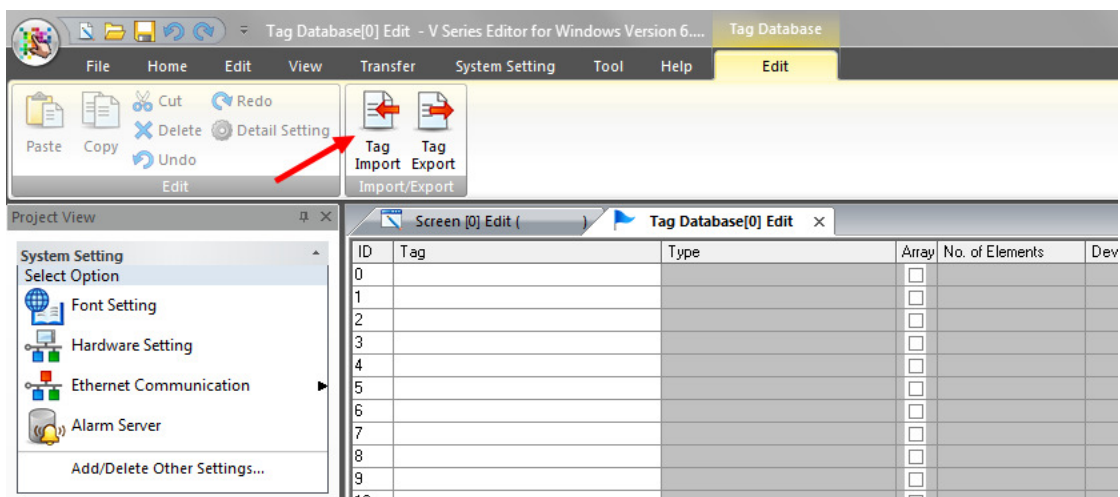 Tag Database[0] Edit - V Series Editor for Windows Version 6....
Tag Database
File Home Edit View Transfer System Setting Tool Help Edit
Paste
Copy
Cut
Delete
Undo
Redo
Detail Setting
Edit
Tag Import
Tag Export
Import/Export
Project View
System Setting
Select Option
Font Setting
Hardware Setting
Ethernet Communication
Alarm Server
Add/Delete Other Settings...
Screen [0] Edit ( )
Tag Database[0] Edit
ID Tag Type Array No. of Elements Dev
0
1
2
3
4
5
6
7
8
9